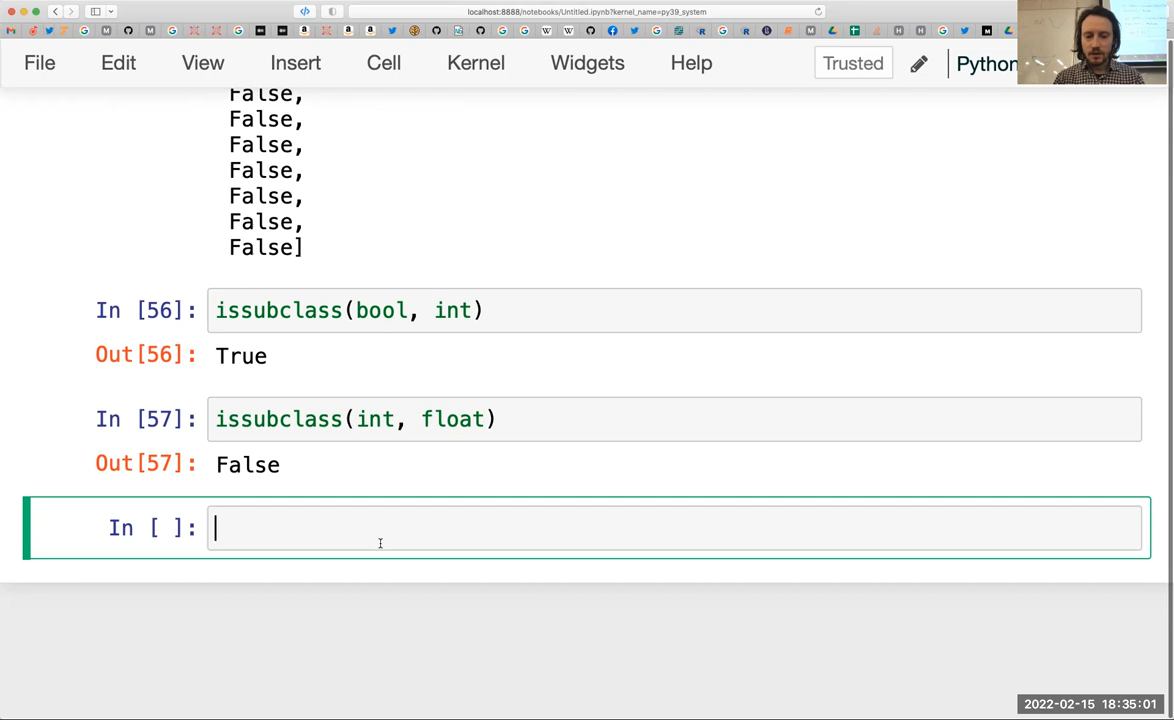 localhost:8888/notebooks/Untitled.ipynb?kernel_name=py39_system
File Edit View Insert Cell Kernel Widgets Help Trusted Python
False,
False,
False,
False,
False,
False,
False]
In [56]: issubclass(bool, int)
Out[56]: True
In [57]: issubclass(int, float)
Out[57]: False
In [ ]:
2022-02-15 18:35:01